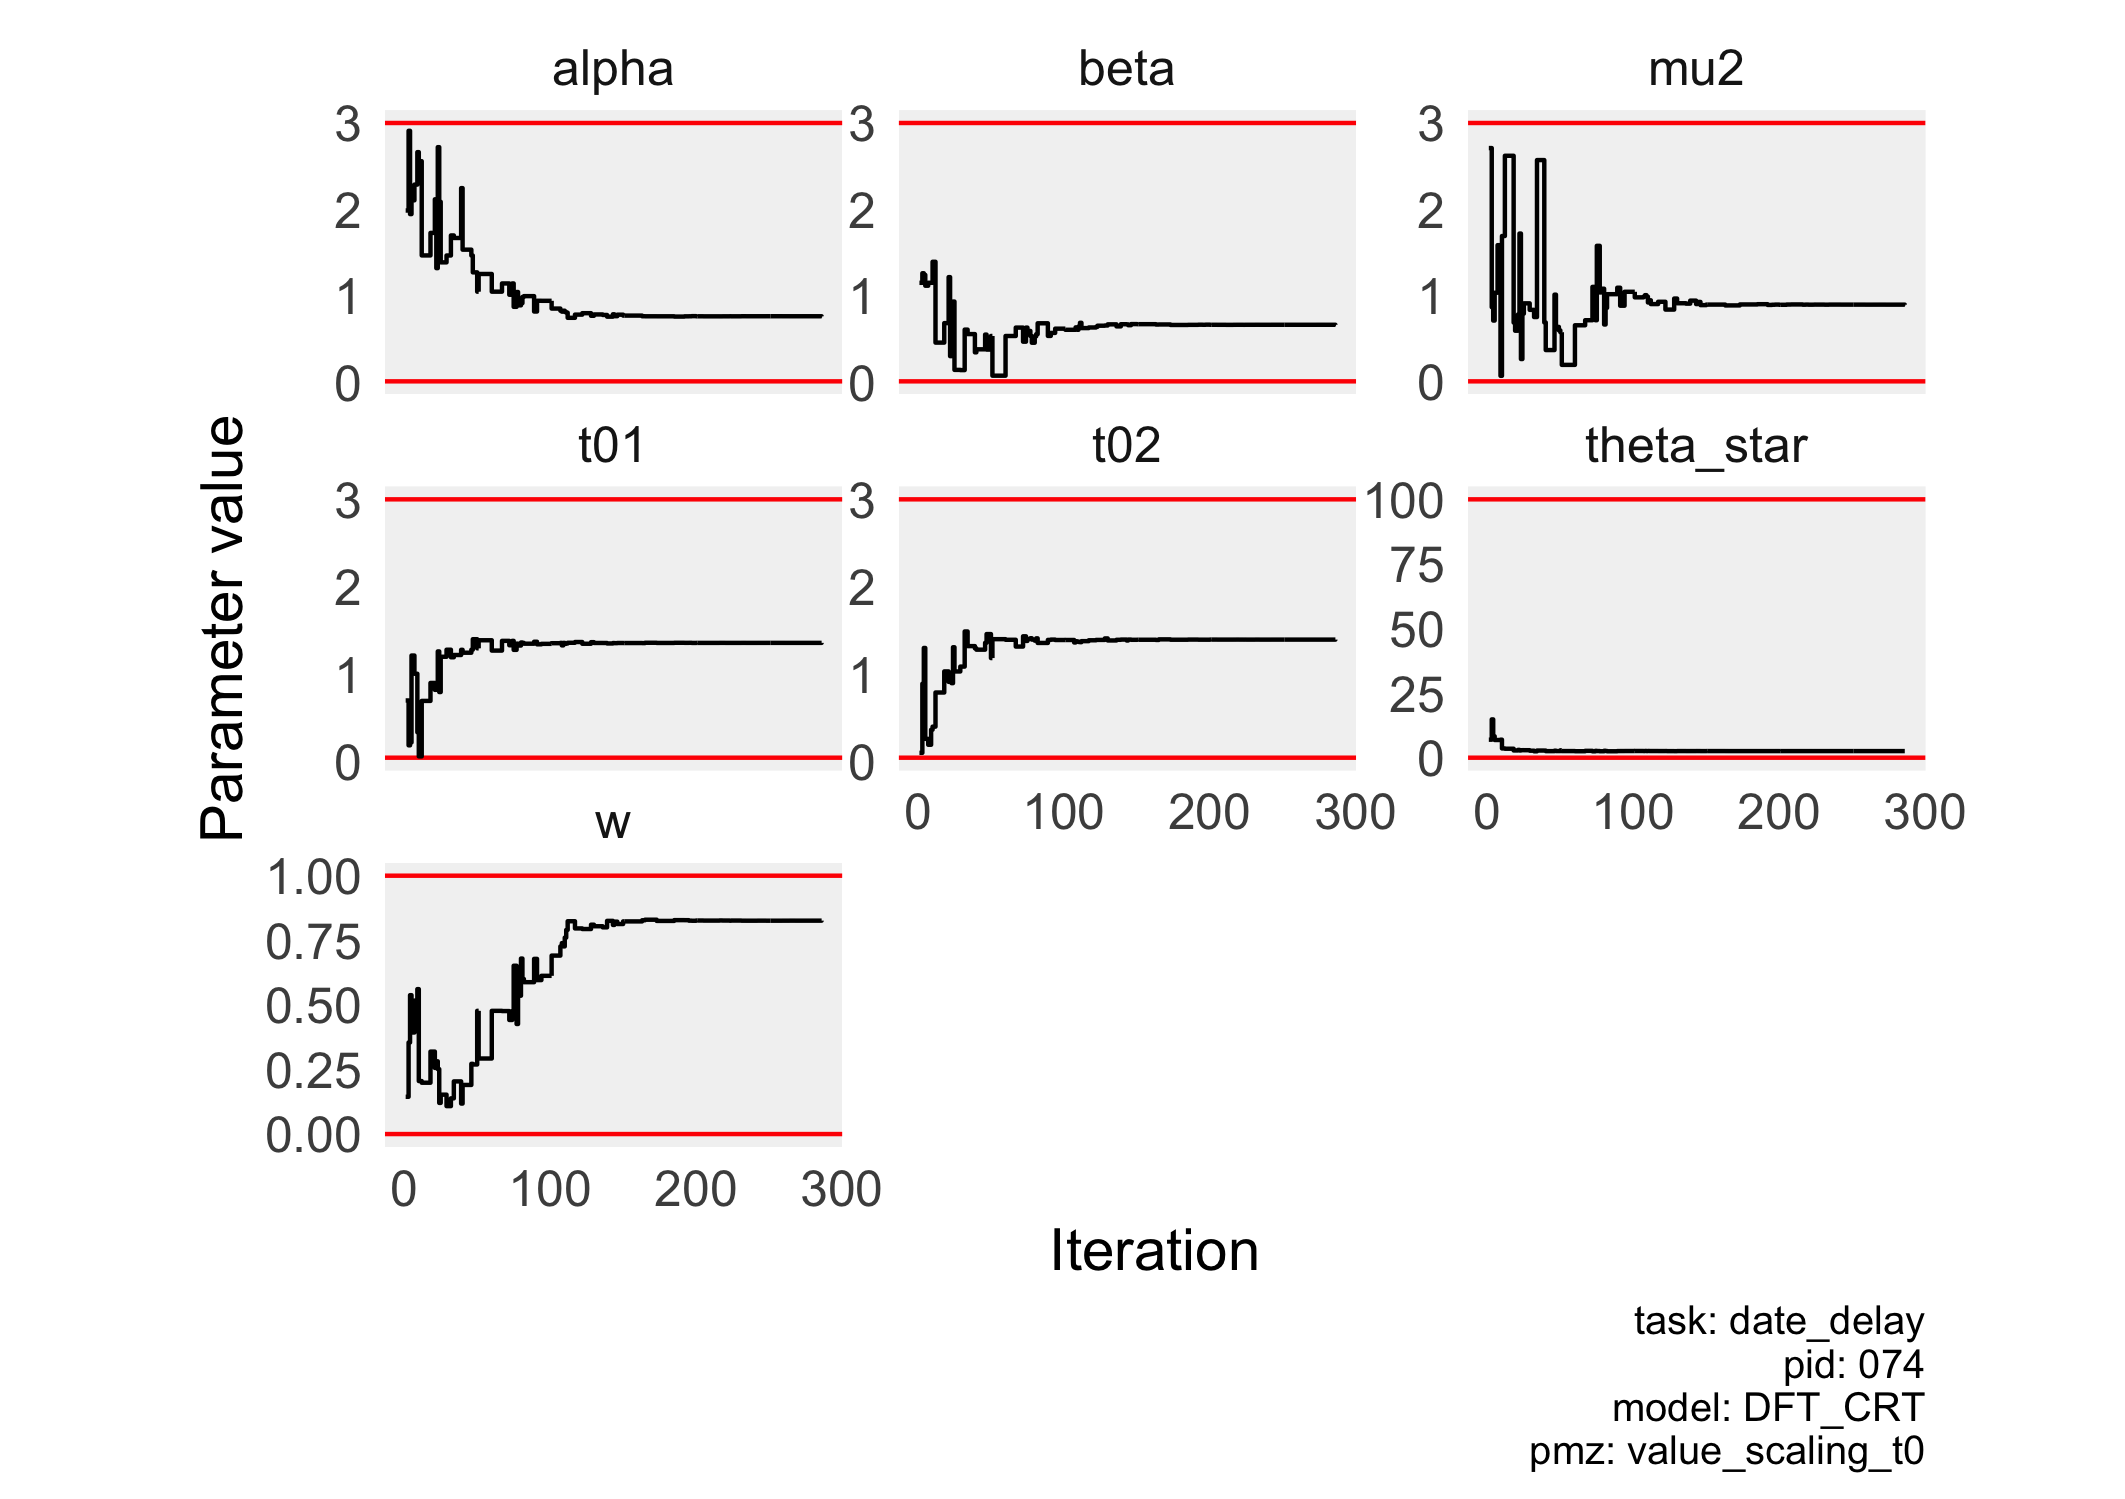 alpha beta mu2
3 3 3
2 2 2
1 1 1
0 0 0
t01 t02 theta_star
3 3 100
75
2 2
50
1 1
25
0 0 0
0 100 200 300 0 100 200 300
w
1.00
0.75
0.50
0.25
0.00
0 100 200 300
Parameter value
Iteration
task: date_delay
pid: 074
model: DFT_CRT
pmz: value_scaling_t0